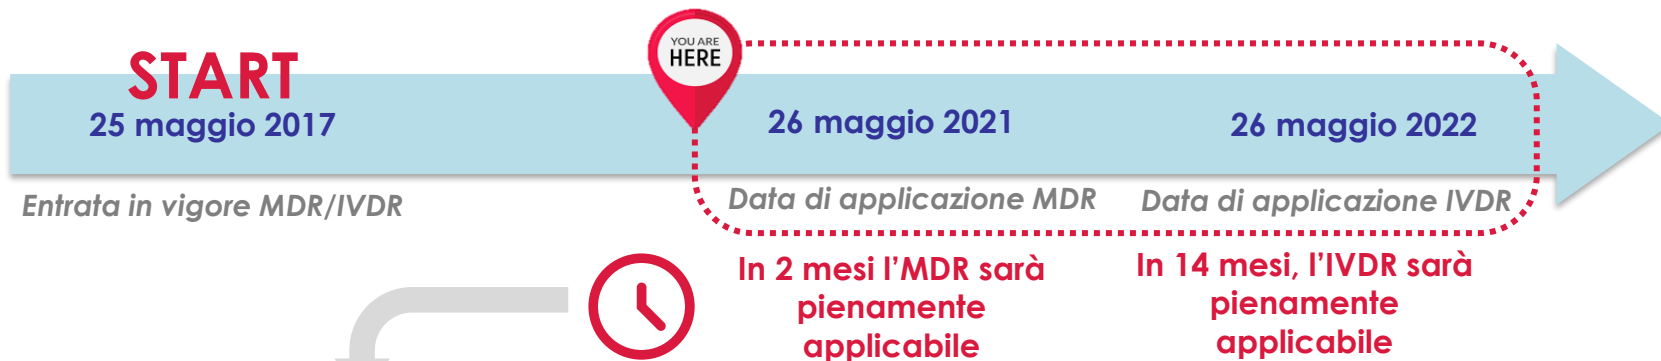 START
25 maggio 2017
YOU ARE
HERE
26 maggio 2021
26 maggio 2022
Entrata in vigore MDR/IVDR
Data di applicazione MDR
Data di applicazione IVDR
In 2 mesi l’MDR sarà
pienamente
applicabile
In 14 mesi, l’IVDR sarà
pienamente
applicabile